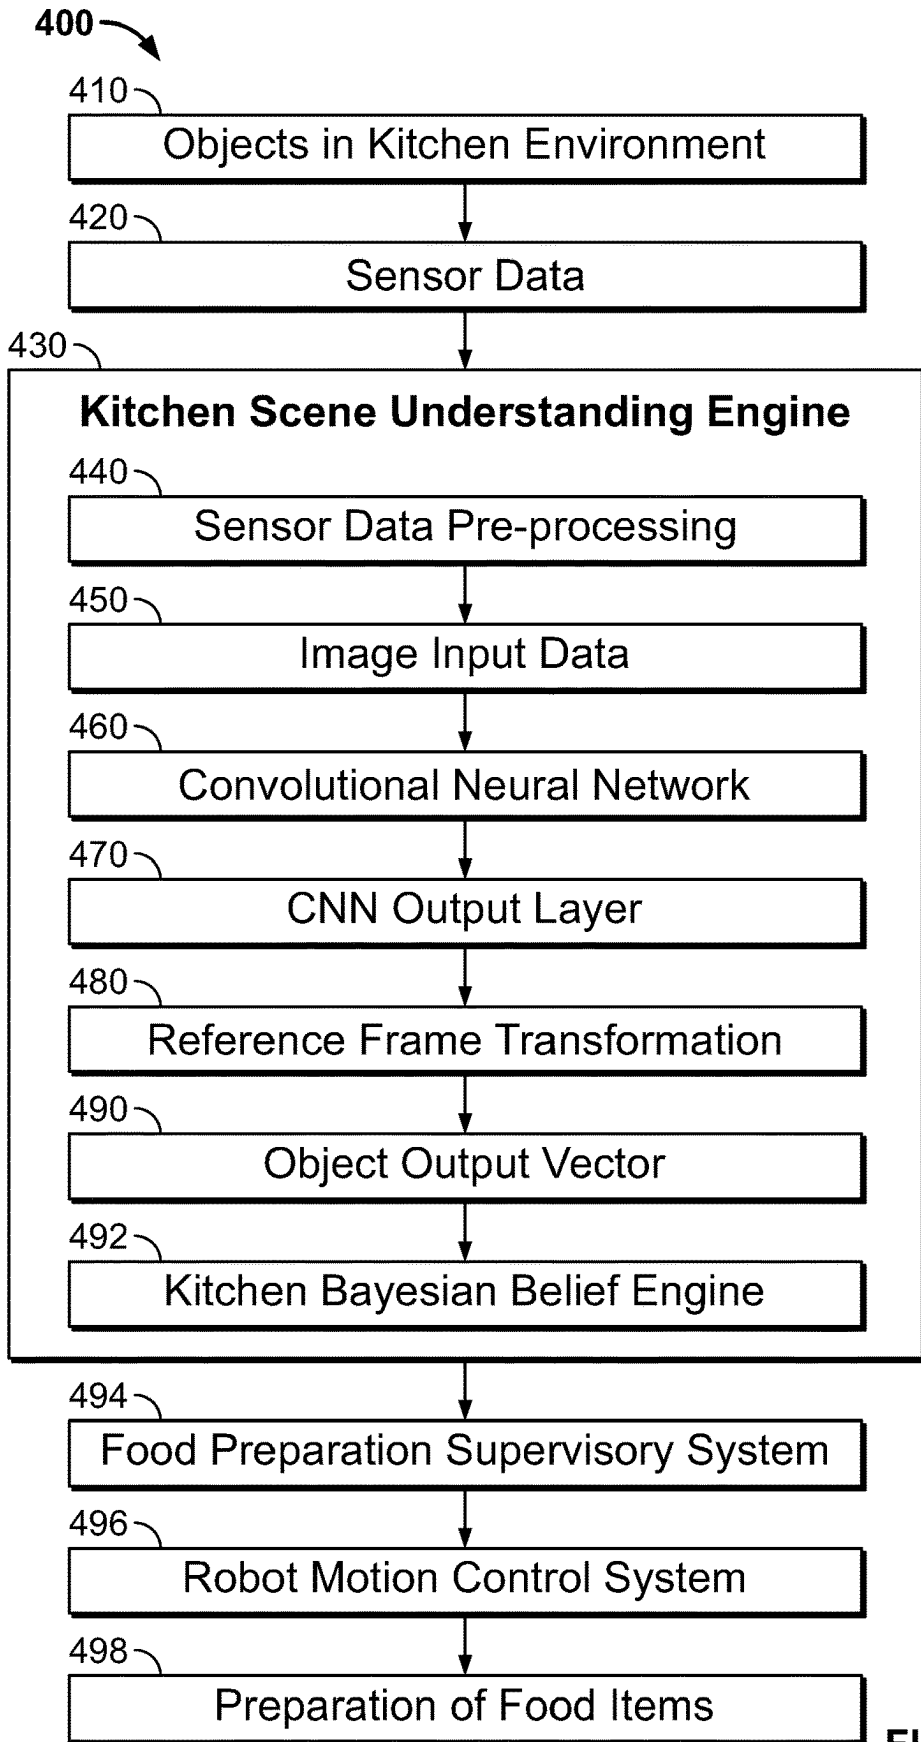 400
410
Objects in Kitchen Environment
420
Sensor Data
430
Kitchen Scene Understanding Engine
440
Sensor Data Pre-processing
450
Image Input Data
460
Convolutional Neural Network
470
CNN Output Layer
480
Reference Frame Transformation
490
Object Output Vector
492
Kitchen Bayesian Belief Engine
494
Food Preparation Supervisory System
496
Robot Motion Control System
498
Preparation of Food Items